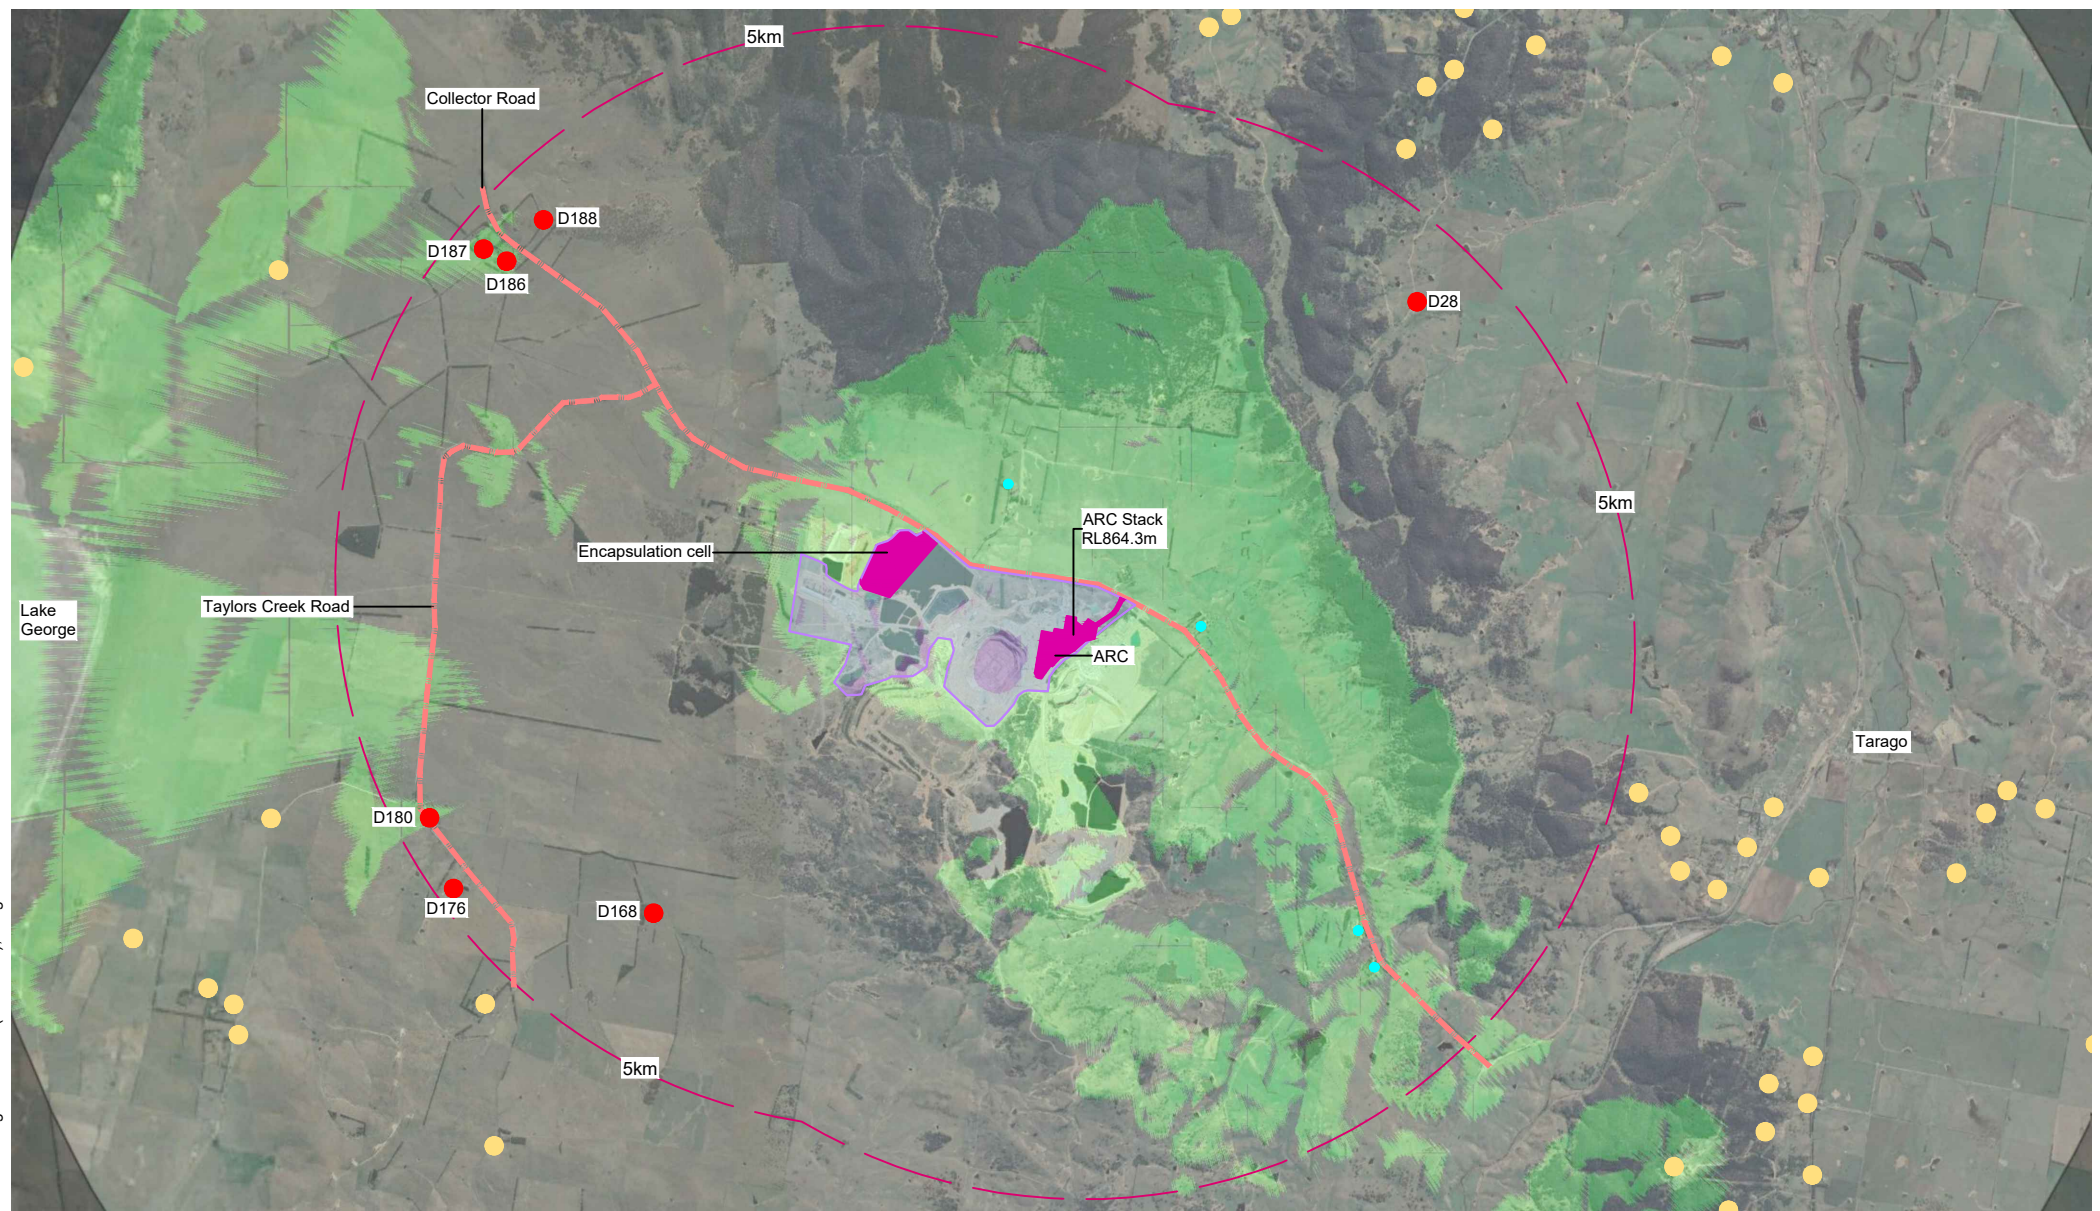 5km
Collector Road
D188
D187
D186
D28
5km
ARC Stack
RL864.3m
Encapsulation cell
Lake
George
Taylors Creek Road
ARC
Tarago
D180
D176
D168
5km